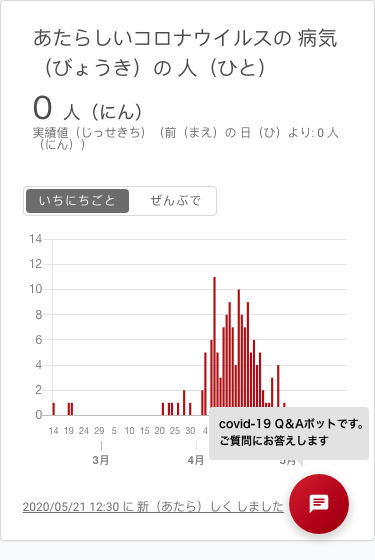 あたらしいコロナウイルスの 病気
（びょうき）の 人（ひと）
0 人（にん）
実績値（じっせきち）（前（まえ）の 日（ひ）より: 0 人
（にん））
いちにちごと ぜんぶで
14
12
10
8
6
4
2
0
14 19 24 29 5 10 15 20 25 30 4
3月 4月 5月
covid-19 Q&Aボットです。
ご質問にお答えします
2020/05/21 12:30 に 新（あたら）しく しました